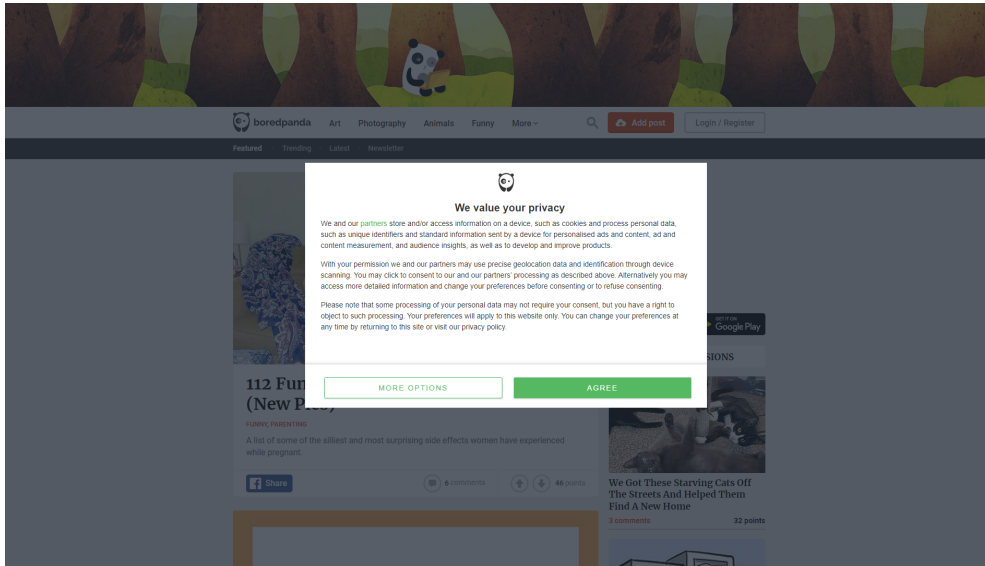 boredpanda
Art
Photography
Animals
Funny
More
Add post
Login / Register
Featured
Trending
Latest
Newsletter
We value your privacy
We and our partners store and/or access information on a device, such as cookies and process personal data,
such as unique identifiers and standard information sent by a device for personalised ads and content, ad and
content measurement, and audience insights, as well as to develop and improve products.
With your permission we and our partners may use precise geolocation data and identification through device
scanning. You may click to consent to our and our partners' processing as described above. Alternatively you may
access more detailed information and change your preferences before consenting or to refuse consenting.
Please note that some processing of your personal data may not require your consent, but you have a right to
object to such processing. Your preferences will apply to this website only. You can change your preferences at
any time by returning to this site or visit our privacy policy.
MORE OPTIONS
AGREE
112 Fun
(New
FUNNY, PARENTING
A list of some of the silliest and most surprising side effects women have experienced
while pregnant.
Share
6 comments
46 points
GET IT ON
Google Play
We Got These Starving Cats Off
The Streets And Helped Them
Find A New Home
3 comments
32 points